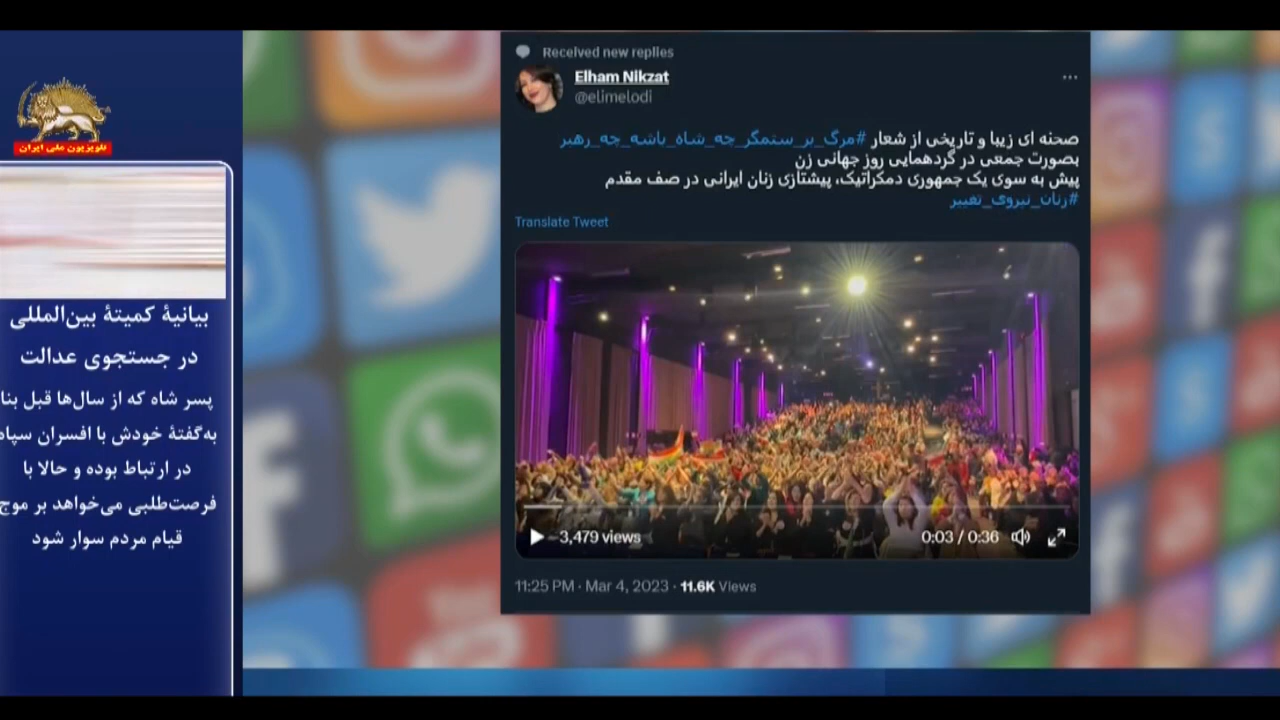 تلویزیون ملی ایران
بیانیهٔ کمیتهٔ بین‌المللی
در جستجوی عدالت
پسر شاه که از سال‌ها قبل بنا
به‌گفتهٔ خودش با افسران سپاه
در ارتباط بوده و حالا با
فرصت‌طلبی می‌خواهد بر موج
قیام مردم سوار شود
Received new replies
Elham Nikzat
@elimelodi
صحنه ای زیبا و تاریخی از شعار #مرگ_بر_ستمگر_چه_شاه_باشه_چه_رهبر
بصورت جمعی در گردهمایی روز جهانی زن
پیش به سوی یک جمهوری دمکراتیک، پیشتازی زنان ایرانی در صف مقدم
#زنان_نیروی_تغییر
Translate Tweet
3,479 views
0:03 / 0:36
11:25 PM · Mar 4, 2023 · 11.6K Views